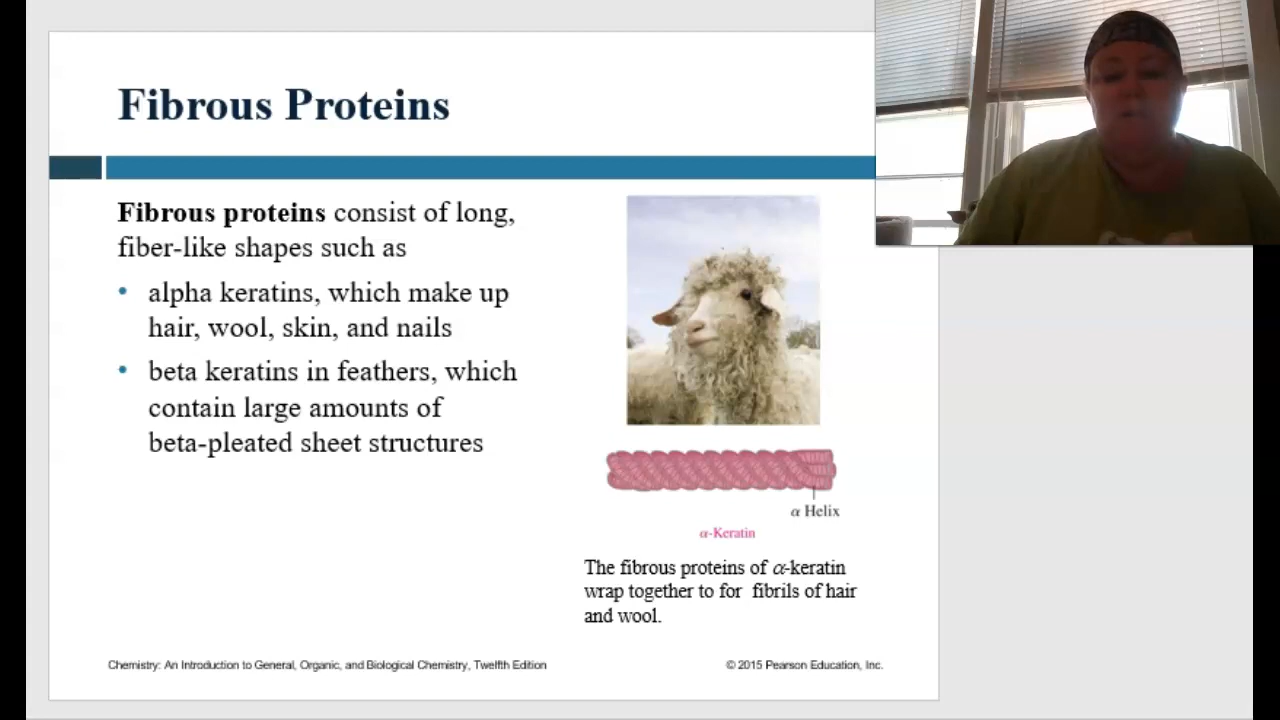 Fibrous Proteins
Fibrous proteins consist of long,
fiber-like shapes such as
• alpha keratins, which make up
hair, wool, skin, and nails
• beta keratins in feathers, which
contain large amounts of
beta-pleated sheet structures
α Helix
α-Keratin
The fibrous proteins of α-keratin
wrap together to for fibrils of hair
and wool.
Chemistry: An Introduction to General, Organic, and Biological Chemistry, Twelfth Edition
© 2015 Pearson Education, Inc.